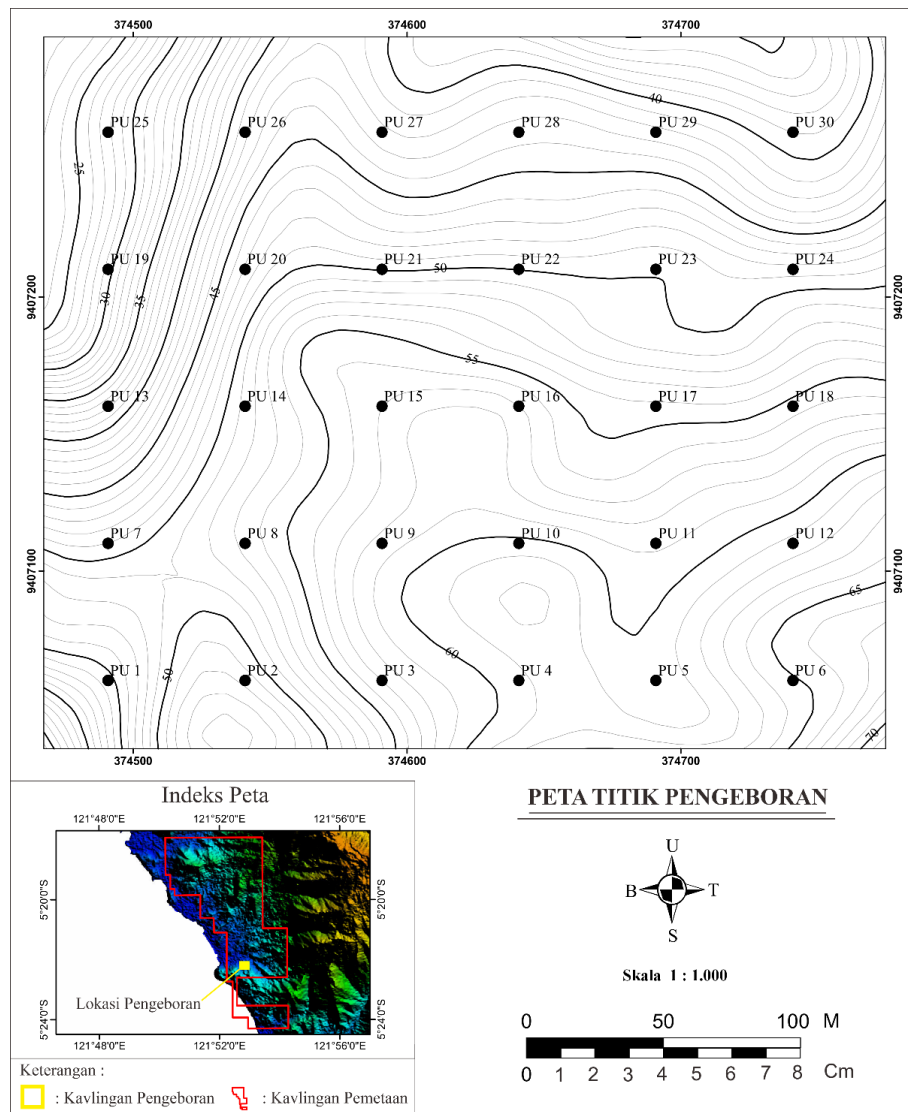 374500 374600 374700
40
PU 25 PU 26 PU 27 PU 28 PU 29 PU 30
25
PU 19 PU 20 PU 21 PU 22 PU 23 PU 24
50
9407200 30 35 45 9407200
55
PU 13 PU 14 PU 15 PU 16 PU 17 PU 18
PU 7 PU 8 PU 9 PU 10 PU 11 PU 12
9407100 65 9407100
60
PU 1 50 PU 2 PU 3 PU 4 PU 5 PU 6
70
374500 374600 374700
Indeks Peta
121°48'0"E 121°52'0"E 121°56'0"E
5°20'0"S 5°20'0"S
Lokasi Pengeboran
5°24'0"S 5°24'0"S
121°48'0"E 121°52'0"E 121°56'0"E
Keterangan :
: Kavlingan Pengeboran : Kavlingan Pemetaan
PETA TITIK PENGEBORAN
U
B T
S
Skala 1 : 1.000
0 50 100 M
0 1 2 3 4 5 6 7 8 Cm